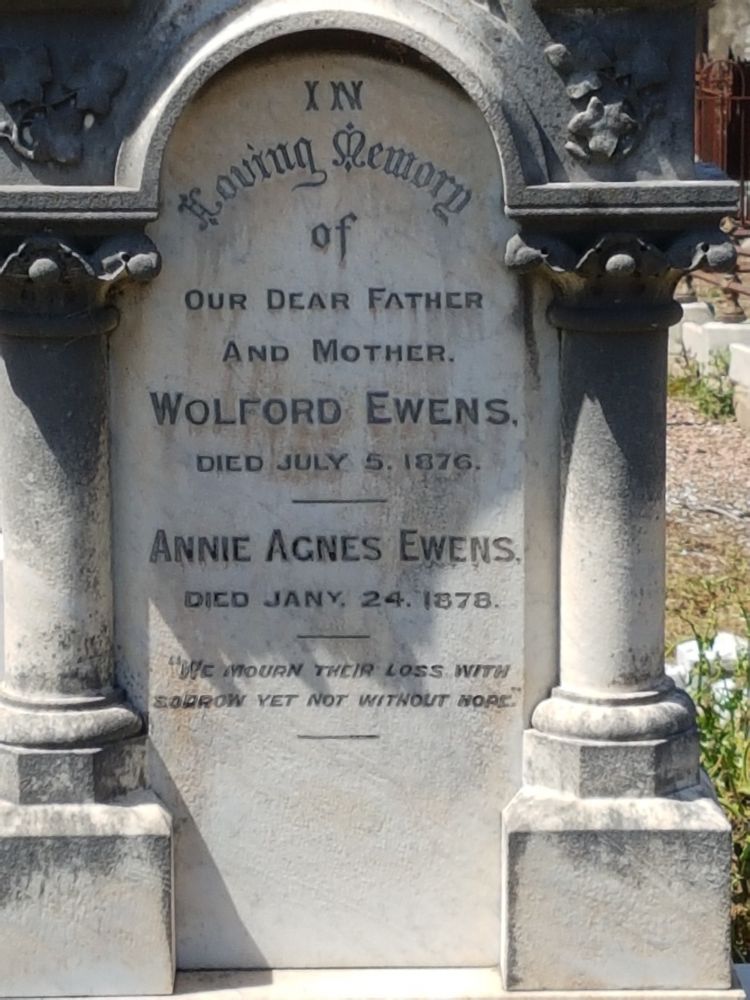 IN
Loving Memory
of
OUR DEAR FATHER
AND MOTHER.
WOLFORD EWENS,
DIED JULY 5. 1876.
ANNIE AGNES EWENS,
DIED JANY. 24. 1878.
"WE MOURN THEIR LOSS WITH
SORROW YET NOT WITHOUT HOPE."